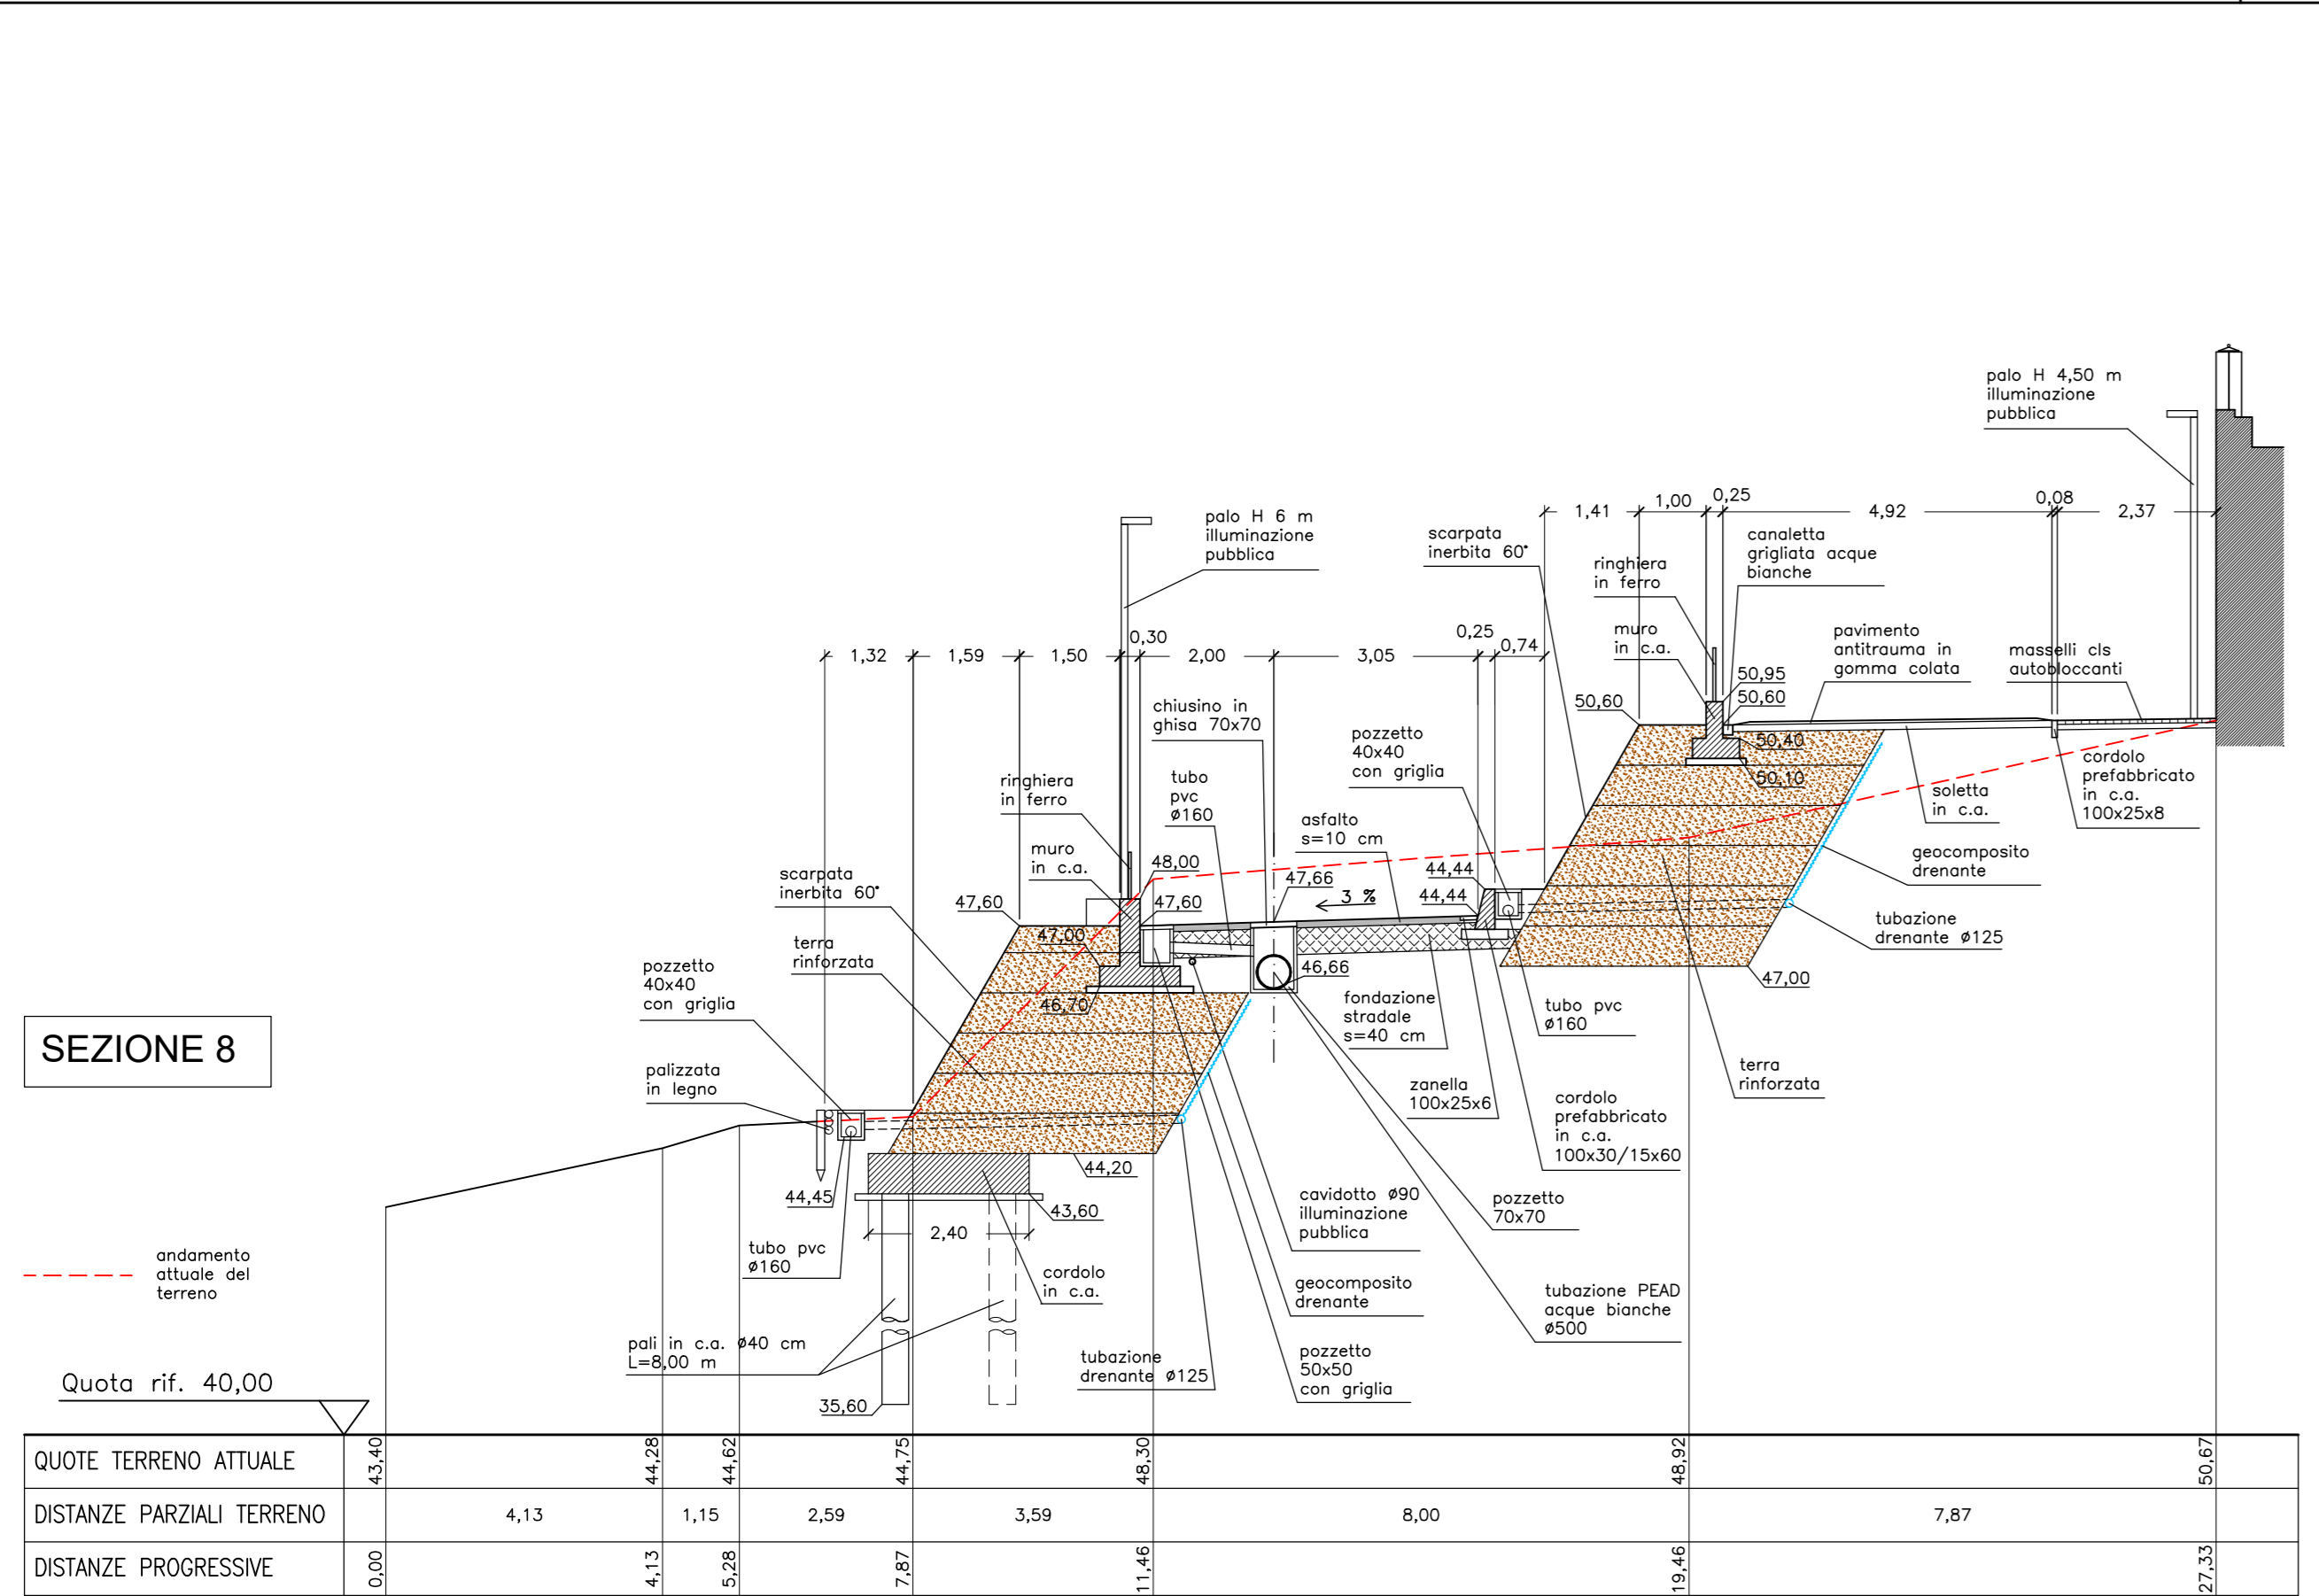 palo H 4,50 m
illuminazione
pubblica
1,41
1,00
0,25
4,92
0,08
2,37
palo H 6 m
illuminazione
pubblica
scarpata
inerbita 60°
canaletta
grigliata acque
bianche
ringhiera
in ferro
muro
in c.a.
pavimento
antitrauma in
gomma colata
masselli cls
autobloccanti
1,32
1,59
1,50
0,30
2,00
3,05
0,25
0,74
50,95
50,60
50,60
50,40
50,10
chiusino in
ghisa 70x70
pozzetto
40x40
con griglia
cordolo
prefabbricato
in c.a.
100x25x8
soletta
in c.a.
ringhiera
in ferro
tubo
pvc
ø160
asfalto
s=10 cm
muro
in c.a.
48,00
47,66
3 %
44,44
44,44
geocomposito
drenante
scarpata
inerbita 60°
47,60
47,60
47,00
46,70
46,66
tubazione
drenante ø125
47,00
terra
rinforzata
pozzetto
40x40
con griglia
fondazione
stradale
s=40 cm
tubo pvc
ø160
SEZIONE 8
palizzata
in legno
zanella
100x25x6
terra
rinforzata
cordolo
prefabbricato
in c.a.
100x30/15x60
44,20
44,45
43,60
2,40
cavidotto ø90
illuminazione
pubblica
pozzetto
70x70
andamento
attuale del
terreno
tubo pvc
ø160
cordolo
in c.a.
geocomposito
drenante
tubazione PEAD
acque bianche
ø500
pali in c.a. ø40 cm
L=8,00 m
tubazione
drenante ø125
pozzetto
50x50
con griglia
35,60
Quota rif. 40,00
QUOTE TERRENO ATTUALE 43,40 44,28 44,62 44,75 48,30 48,92 50,67
DISTANZE PARZIALI TERRENO 4,13 1,15 2,59 3,59 8,00 7,87
DISTANZE PROGRESSIVE 0,00 4,13 5,28 7,87 11,46 19,46 27,33